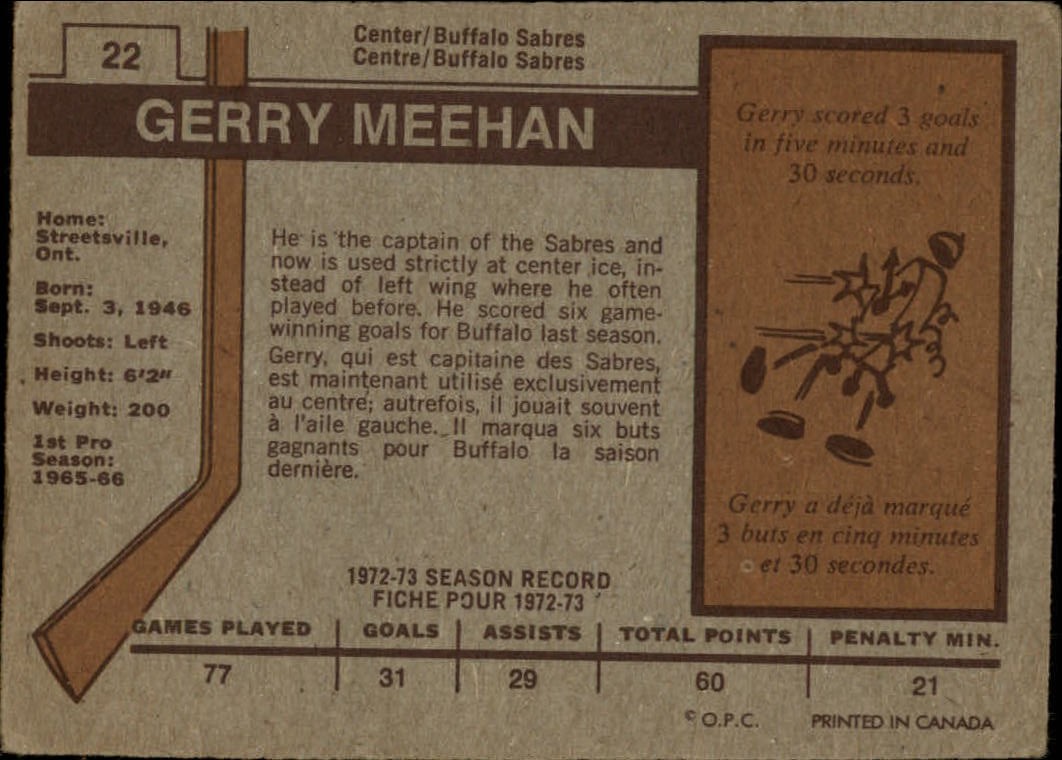 22
Center/Buffalo Sabres
Centre/Buffalo Sabres
GERRY MEEHAN
Home:
Streetsville,
Ont.
Born:
Sept. 3, 1946
Shoots: Left
Height: 6'2"
Weight: 200
1st Pro
Season:
1965-66
He is the captain of the Sabres and
now is used strictly at center ice, in-
stead of left wing where he often
played before. He scored six game-
winning goals for Buffalo last season.
Gerry, qui est capitaine des Sabres,
est maintenant utilisé exclusivement
au centre; autrefois, il jouait souvent
à l'aile gauche. Il marqua six buts
gagnants pour Buffalo la saison
dernière.
Gerry scored 3 goals
in five minutes and
30 seconds.
Gerry a déjà marqué
3 buts en cinq minutes
et 30 secondes.
1972-73 SEASON RECORD
FICHE POUR 1972-73
GAMES PLAYED GOALS ASSISTS TOTAL POINTS PENALTY MIN.
77 31 29 60 21
© O.P.C. PRINTED IN CANADA